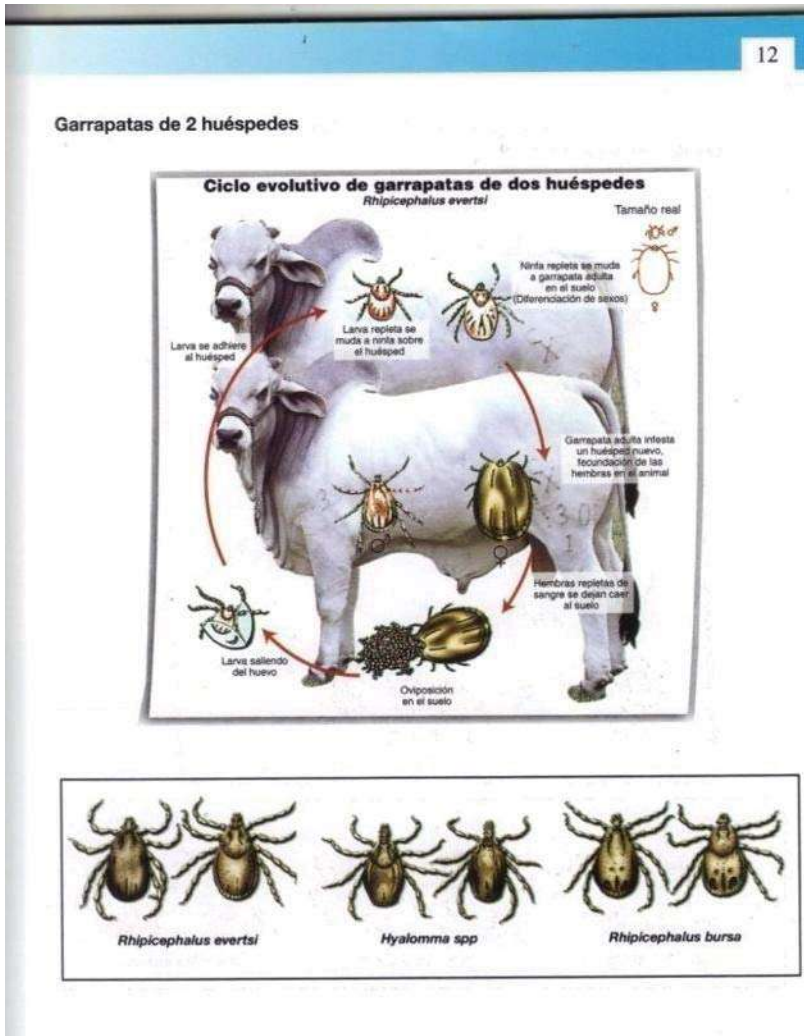 12
Garrapatas de 2 huéspedes
Ciclo evolutivo de garrapatas de dos huéspedes
Rhipicephalus evertsi
Tamaño real
♂
♀
Ninfa repleta se muda
a garrapata adulta
en el suelo
(Diferenciación de sexos)
Larva repleta se
muda a ninfa sobre
el huésped
Larva se adhiere
al huésped
Garrapata adulta infesta
un huésped nuevo,
fecundación de las
hembras en el animal
3
30
1
♂
♀
Hembras repletas de
sangre se dejan caer
al suelo
Larva saliendo
del huevo
Oviposición
en el suelo
Rhipicephalus evertsi
Hyalomma spp
Rhipicephalus bursa